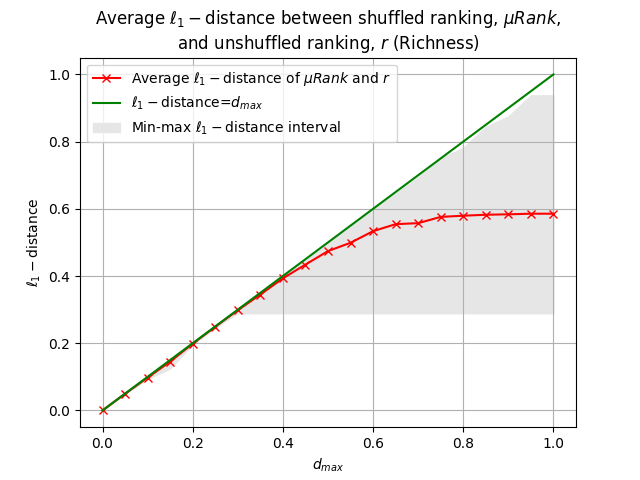 Average ℓ₁ − distance between shuffled ranking, μRank,
and unshuffled ranking, r (Richness)
Average ℓ₁ − distance of μRank and r
ℓ₁ − distance=d_max
Min-max ℓ₁ − distance interval
ℓ₁ − distance
1.0
0.8
0.6
0.4
0.2
0.0
0.0 0.2 0.4 0.6 0.8 1.0
d_max